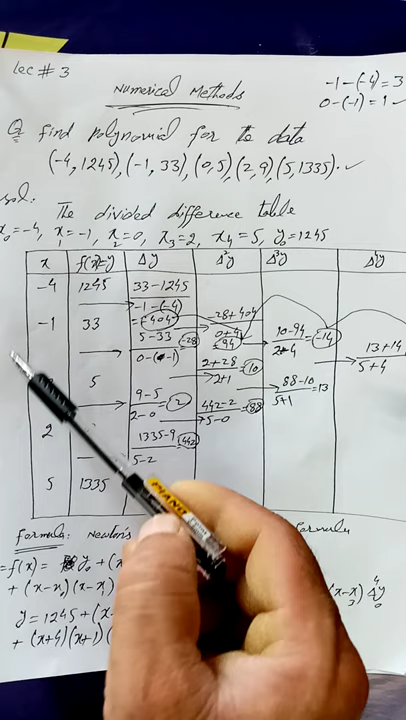 Lec # 3
Numerical Methods
-1-(-4)=3
0-(-1)=1 ✓
Q find polynomial for the data
(-4, 1245), (-1, 33), (0, 5), (2, 9), (5, 1335). ✓
Sol: The divided difference table
x₀=-4, x₁=-1, x₂=0, x₃=2, x₄=5, y₀=1245
x f(x)=y Δy Δ²y Δ³y Δ⁴y
-4 1245 33-1245
-1-(-4)
=-404 -28+404
-1 33 5-33 0+4 10-94
=-28 =94 2+4 =-14
0-(-1) 2+28 13+14
5 2+1 =10 5+4
9-5 88-10
2-0 =2 442-2 5+1 =13
2 1335-9 5-0 =88
5-2 =442
5 1335
Formula: Newton's formula
=f(x)= y₀+(x
+(x-x₀)(x-x₁) (x-x₃)Δ⁴y₀
y=1245+(x
+(x+4)(x+1)(
PIANO